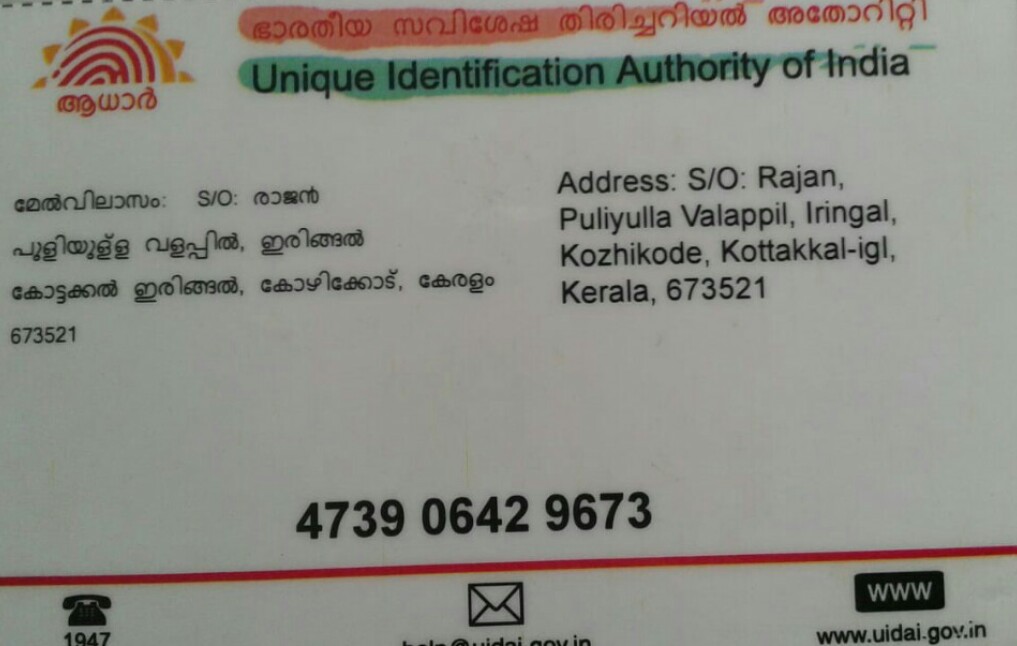 ഭാരതീയ സവിശേഷ തിരിച്ചറിയൽ അതോറിറ്റി
Unique Identification Authority of India
ആധാർ
മേൽവിലാസം: S/O: രാജൻ
പുളിയുള്ള വളപ്പിൽ, ഇരിങ്ങൽ
കോട്ടക്കൽ ഇരിങ്ങൽ, കോഴിക്കോട്, കേരളം
673521
Address: S/O: Rajan,
Puliyulla Valappil, Iringal,
Kozhikode, Kottakkal-igl,
Kerala, 673521
4739 0642 9673
1947
help@uidai.gov.in
WWW
www.uidai.gov.in